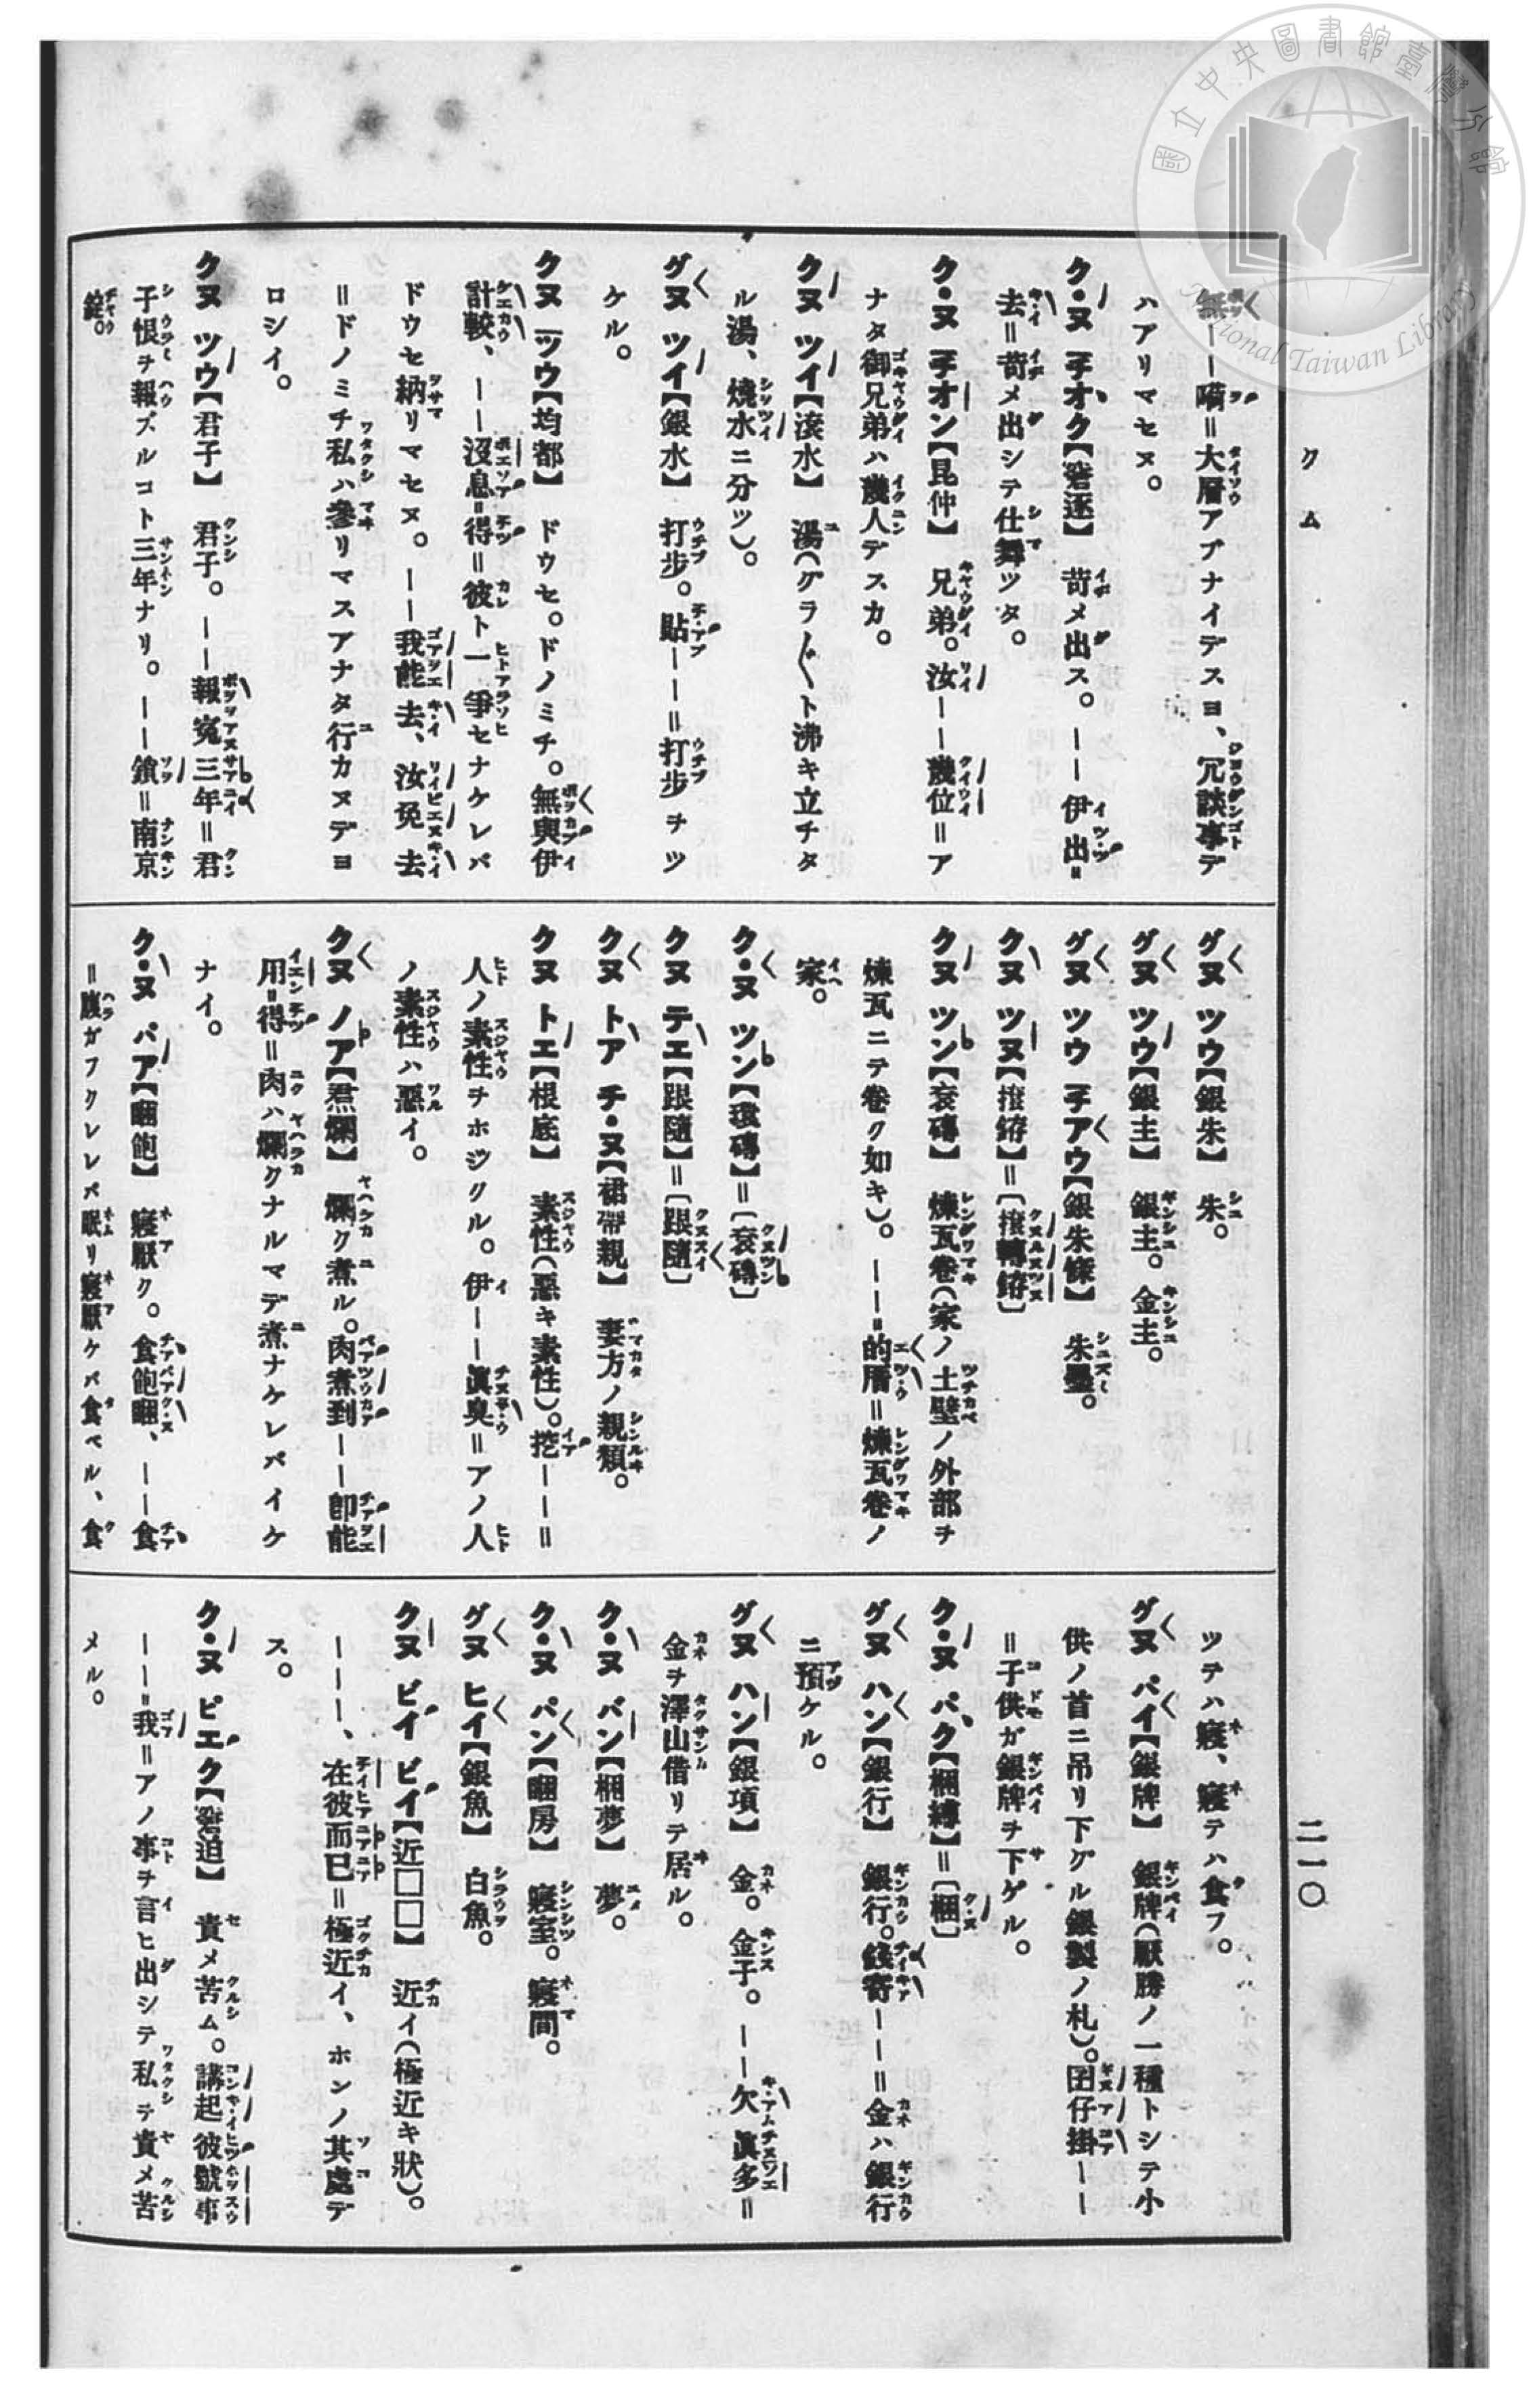 クム
無——嗬=大層アブナイデスヨ、冗談事デ
ハアリマセヌ。
ク・ヌ チオク【窘逐】 苛メ出ス。——伊出=
去=苛メ出シテ仕舞ツタ。
ク・ヌ チオン【昆仲】 兄弟。汝——幾位=ア
ナタ御兄弟ハ幾人デスカ。
クヌ ツイ【滾水】 湯(グラ〱ト沸キ立チタ
ル湯、燒水ニ分ツ)。
グヌ ツイ【銀水】 打步。貼——=打步ヲツ
ケル。
クヌ ツウ【均都】 ドウセ。ドノミチ。無與伊
計較、——沒息=得=彼ト一爭セナケレバ
ドウセ納リマセヌ。——我能去、汝免去
=ドノミチ私ハ參リマスアナタ行カヌデヨ
ロシイ。
クヌ ツウ【君子】 君子。——報寃三年=君
子恨ヲ報ズルコト三年ナリ。——鎖=南京
錠。
グヌ ツウ【銀朱】 朱。
グヌ ツウ【銀主】 銀主。金主。
グヌ ツウ チアウ【銀朱條】 朱墨。
クヌ ツヌ【撥錛】=〔撥轉錛〕
クヌ ツン【袞磚】 煉瓦卷(家ノ土壁ノ外部ヲ
煉瓦ニテ卷ク如キ)。——=的厝=煉瓦卷ノ
家。
ク・ヌ ツン【環磚】=〔袞磚〕
クヌ テエ【跟隨】=〔跟隨〕
クヌ トア チ・ヌ【裙帶親】 妻方ノ親類。
クヌ トエ【根底】 素性(惡キ素性)。挖——=
人ノ素性ヲホジクル。伊——眞臭=アノ人
ノ素性ハ惡イ。
クヌ ノア【焄爛】 爛ク煮ル。肉煮到——卽能
用=得=肉ハ爛クナルマデ煮ナケレバイケ
ナイ。
ク・ヌ パア【睏飽】 寢厭ク。食飽睏、——食
=腹ガフクレレバ眠リ寢厭ケバ食ベル、食
ツテハ寢、寢テハ食フ。
グヌ パイ【銀牌】 銀牌(厭勝ノ一種トシテ小
供ノ首ニ吊リ下グル銀製ノ札)。囝仔掛——
=子供ガ銀牌ヲ下ゲル。
ク・ヌ パク【梱縛】=〔梱〕
グヌ ハン【銀行】 銀行。錢寄——=金ハ銀行
ニ預ケル。
グヌ ハン【銀項】 金。金子。——欠眞多=
金ヲ澤山借リテ居ル。
ク・ヌ バン【梱夢】 夢。
ク・ヌ パン【睏房】 寢室。寢間。
グヌ ヒイ【銀魚】 白魚。
クヌ ビイ ビイ【近□□】 近イ(極近キ狀)。
———、在彼而已=極近イ、ホンノ其處デ
ス。
ク・ヌ ピエク【窘迫】 責メ苦ム。講起彼號事
——=我=アノ事ヲ言ヒ出シテ私ヲ責メ苦
メル。
二一〇
國立中央圖書館臺灣分館
National Taiwan Library